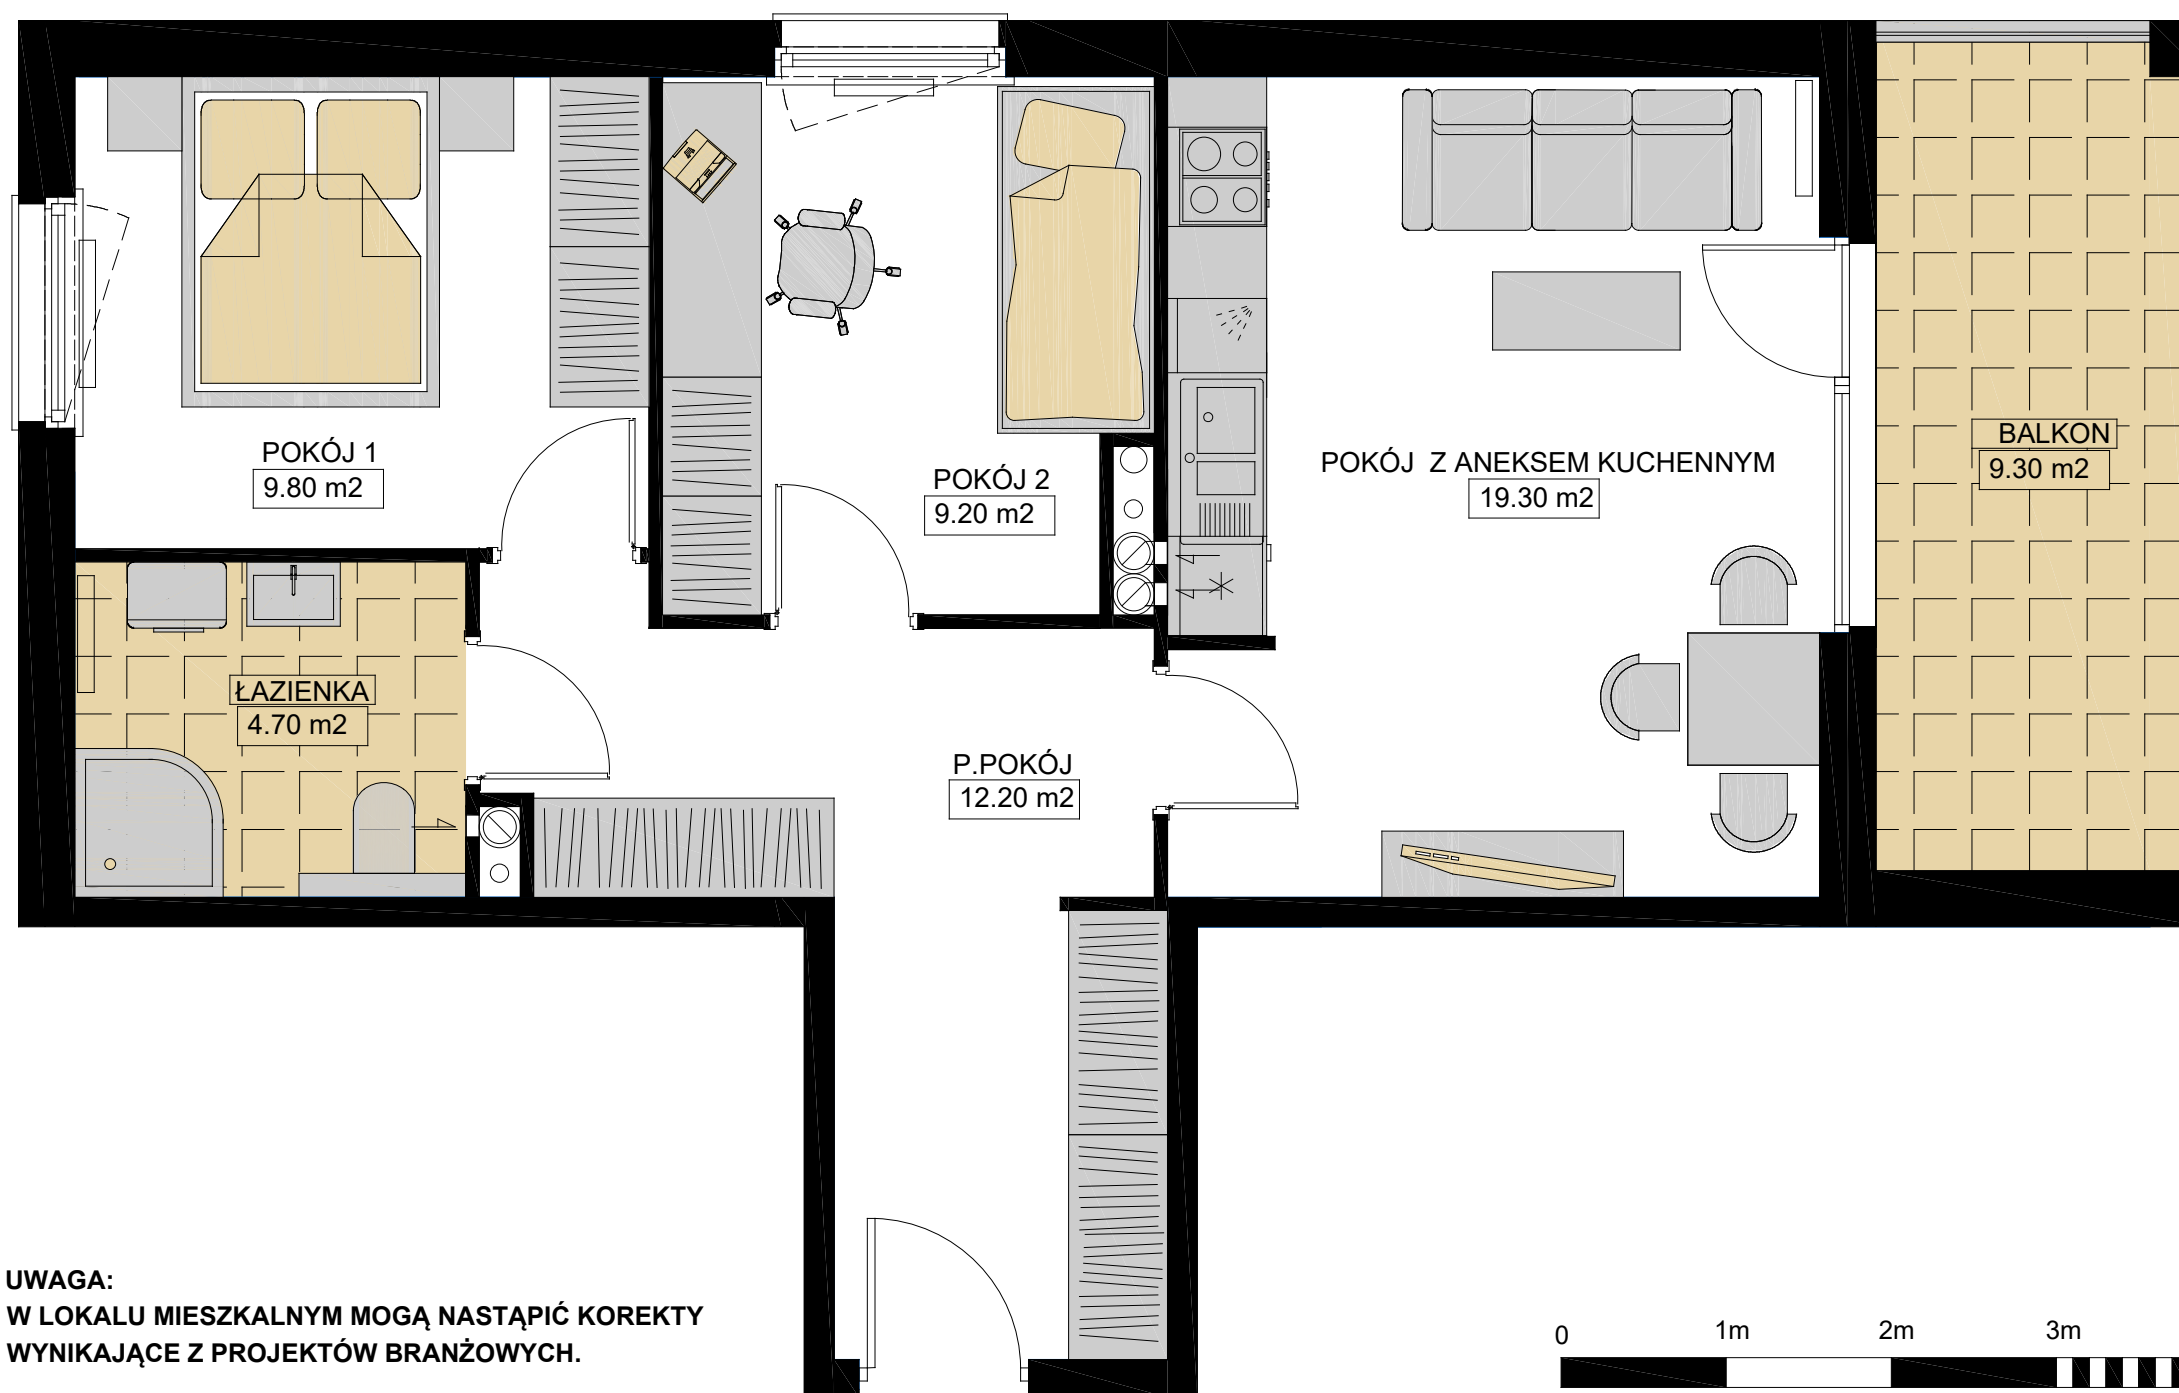 POKÓJ 1
9.80 m2
POKÓJ 2
9.20 m2
POKÓJ Z ANEKSEM KUCHENNYM
19.30 m2
BALKON
9.30 m2
ŁAZIENKA
4.70 m2
P.POKÓJ
12.20 m2
UWAGA:
W LOKALU MIESZKALNYM MOGĄ NASTĄPIĆ KOREKTY
WYNIKAJĄCE Z PROJEKTÓW BRANŻOWYCH.
0 1m 2m 3m